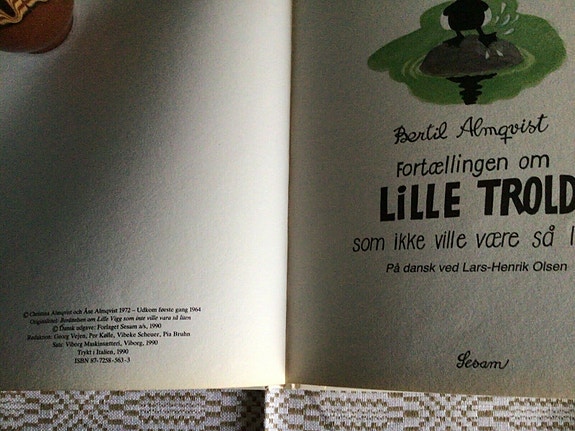 © Christina Almqvist och Åse Almqvist 1972 – Udkom første gang 1964
Originaltitel: Berättelsen om Lille Vigg som inte ville vara så liten
© Dansk udgave: Forlaget Sesam a/s, 1990
Redaktion: Georg Vejen, Per Kølle, Vibeke Scheuer, Pia Bruhn
Sats: Viborg Maskinsætteri, Viborg, 1990
Trykt i Italien, 1990
ISBN 87-7258-563-3
Bertil Almqvist
Fortællingen om
LiLLE TROLD
som ikke ville være så
På dansk ved Lars-Henrik Olsen
Sesam